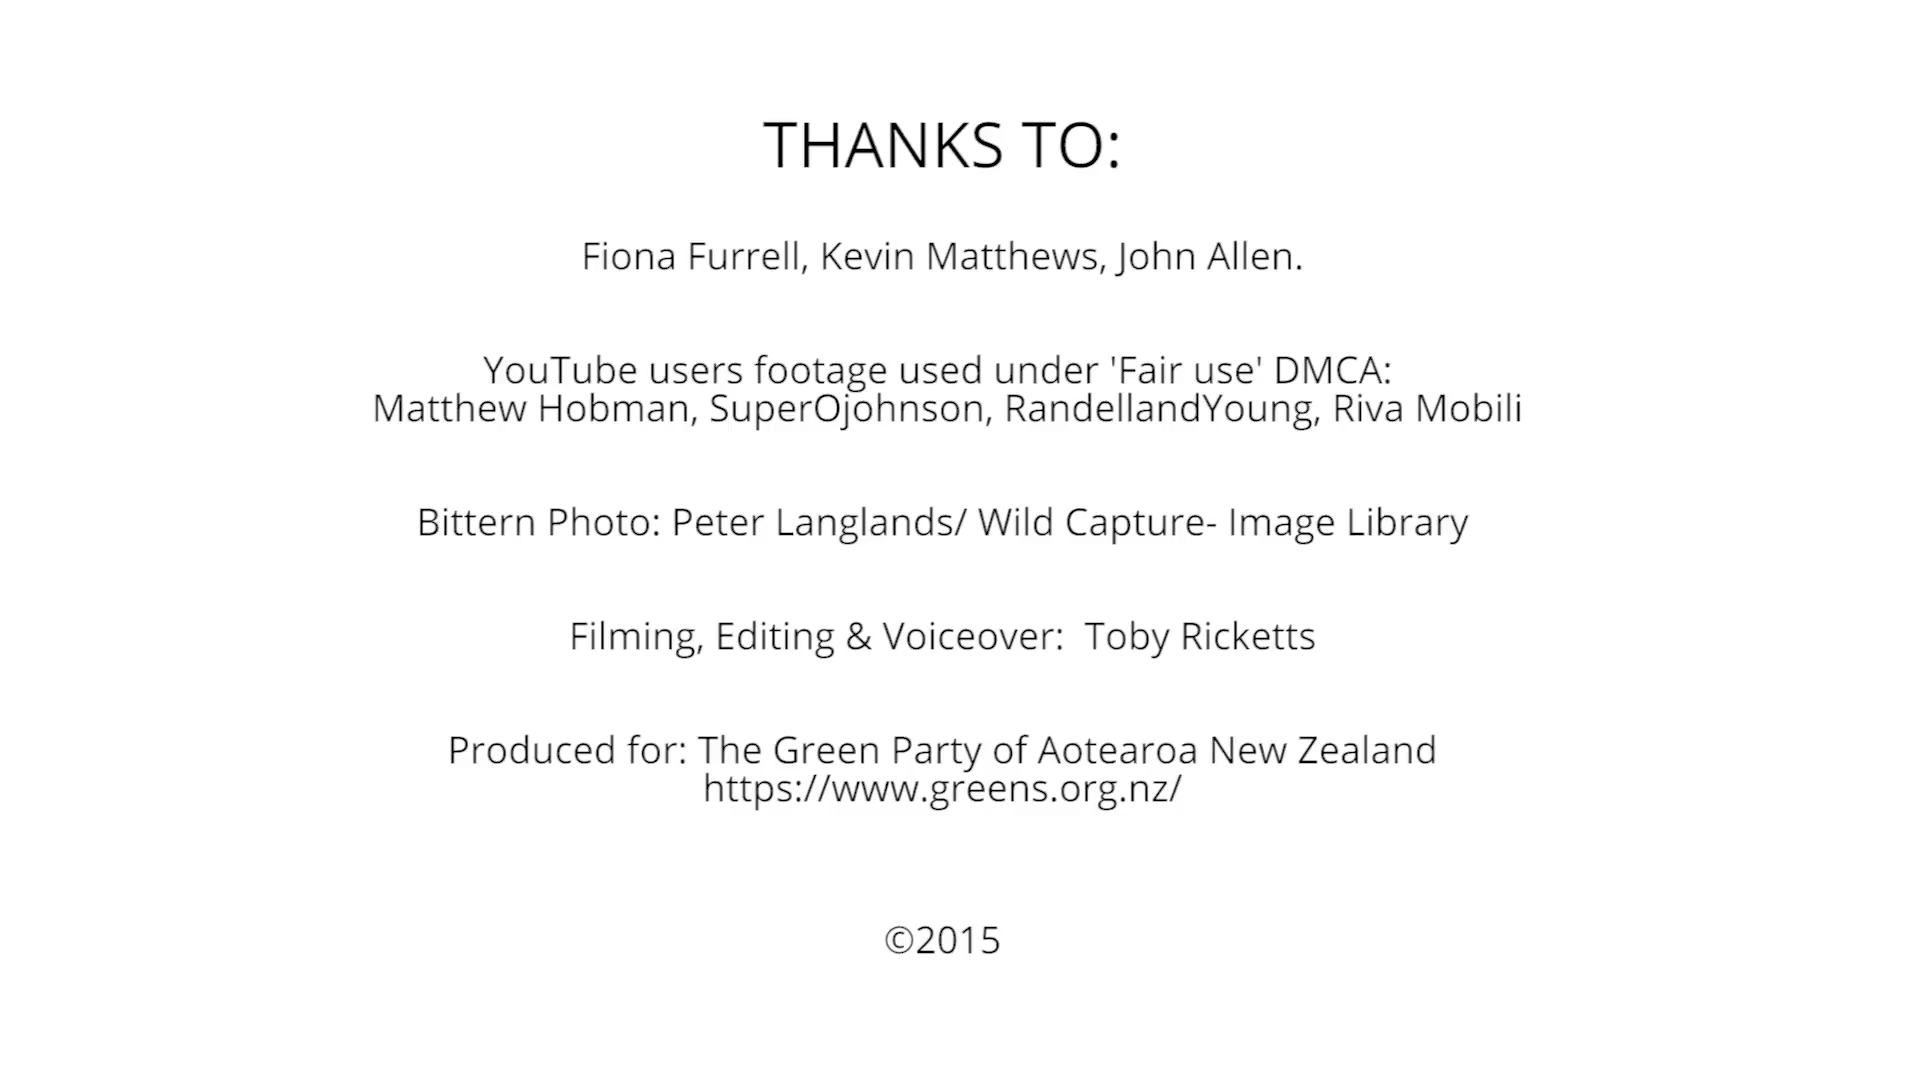 THANKS TO:
Fiona Furrell, Kevin Matthews, John Allen.
YouTube users footage used under 'Fair use' DMCA:
Matthew Hobman, SuperOjohnson, RandellandYoung, Riva Mobili
Bittern Photo: Peter Langlands/ Wild Capture- Image Library
Filming, Editing & Voiceover:  Toby Ricketts
Produced for: The Green Party of Aotearoa New Zealand
https://www.greens.org.nz/
©2015